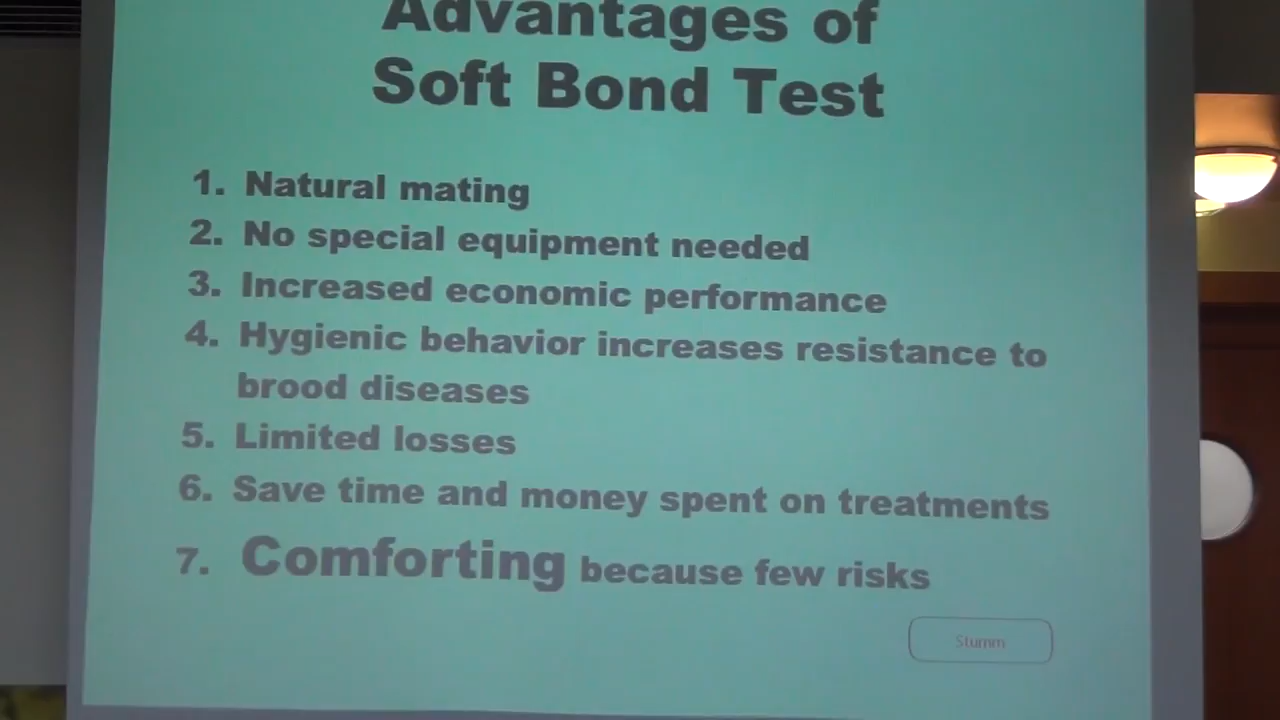 Advantages of
Soft Bond Test
1. Natural mating
2. No special equipment needed
3. Increased economic performance
4. Hygienic behavior increases resistance to
brood diseases
5. Limited losses
6. Save time and money spent on treatments
7. Comforting because few risks
Stumm